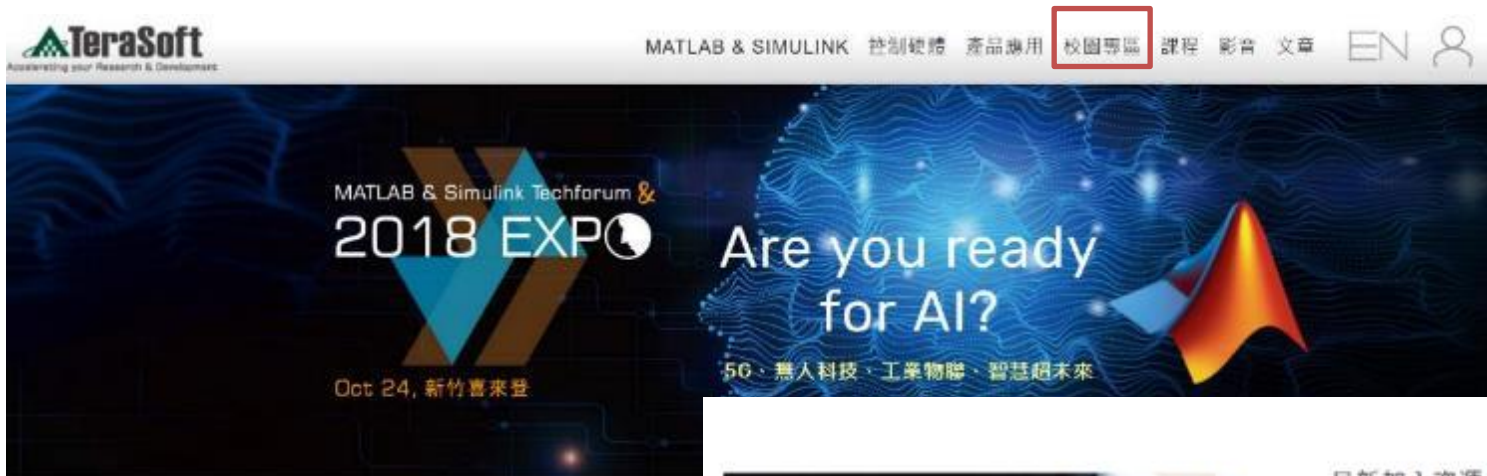 TeraSoft
Accelerating your Research & Development
MATLAB & SIMULINK 控制硬體 產品應用 校園專區 課程 影音 文章 EN
MATLAB & Simulink Techforum &
2018 EXPO
Oct 24, 新竹喜來登
Are you ready
for AI?
5G、無人科技、工業物聯、智慧超未來